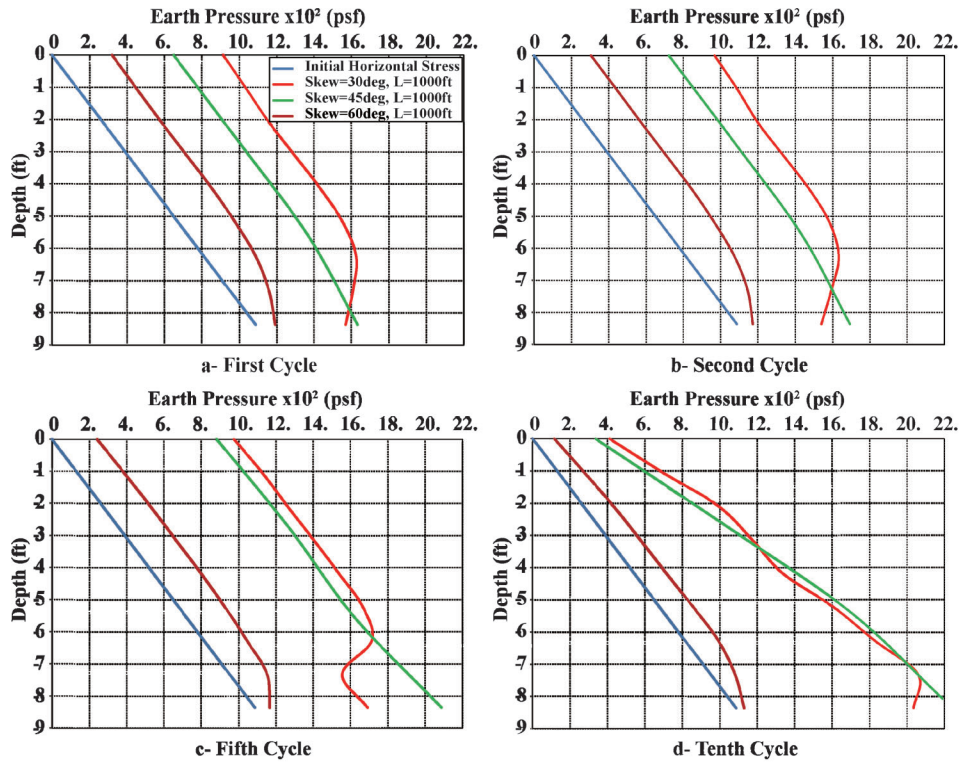 Earth Pressure x10² (psf)
0 2. 4. 6. 8. 10. 12. 14. 16. 18. 20. 22.
0
-1
-2
-3
-4
-5
-6
-7
-8
-9
Depth (ft)
Initial Horizontal Stress
Skew=30deg, L=1000ft
Skew=45deg, L=1000ft
Skew=60deg, L=1000ft
a- First Cycle
Earth Pressure x10² (psf)
0 2. 4. 6. 8. 10. 12. 14. 16. 18. 20. 22.
0
-1
-2
-3
-4
-5
-6
-7
-8
-9
Depth (ft)
b- Second Cycle
Earth Pressure x10² (psf)
0 2. 4. 6. 8. 10. 12. 14. 16. 18. 20. 22.
0
-1
-2
-3
-4
-5
-6
-7
-8
9
Depth (ft)
c- Fifth Cycle
Earth Pressure x10² (psf)
0 2. 4. 6. 8. 10. 12. 14. 16. 18. 20. 22.
0
-1
-2
-3
-4
-5
-6
-7
-8
9
Depth (ft)
d- Tenth Cycle